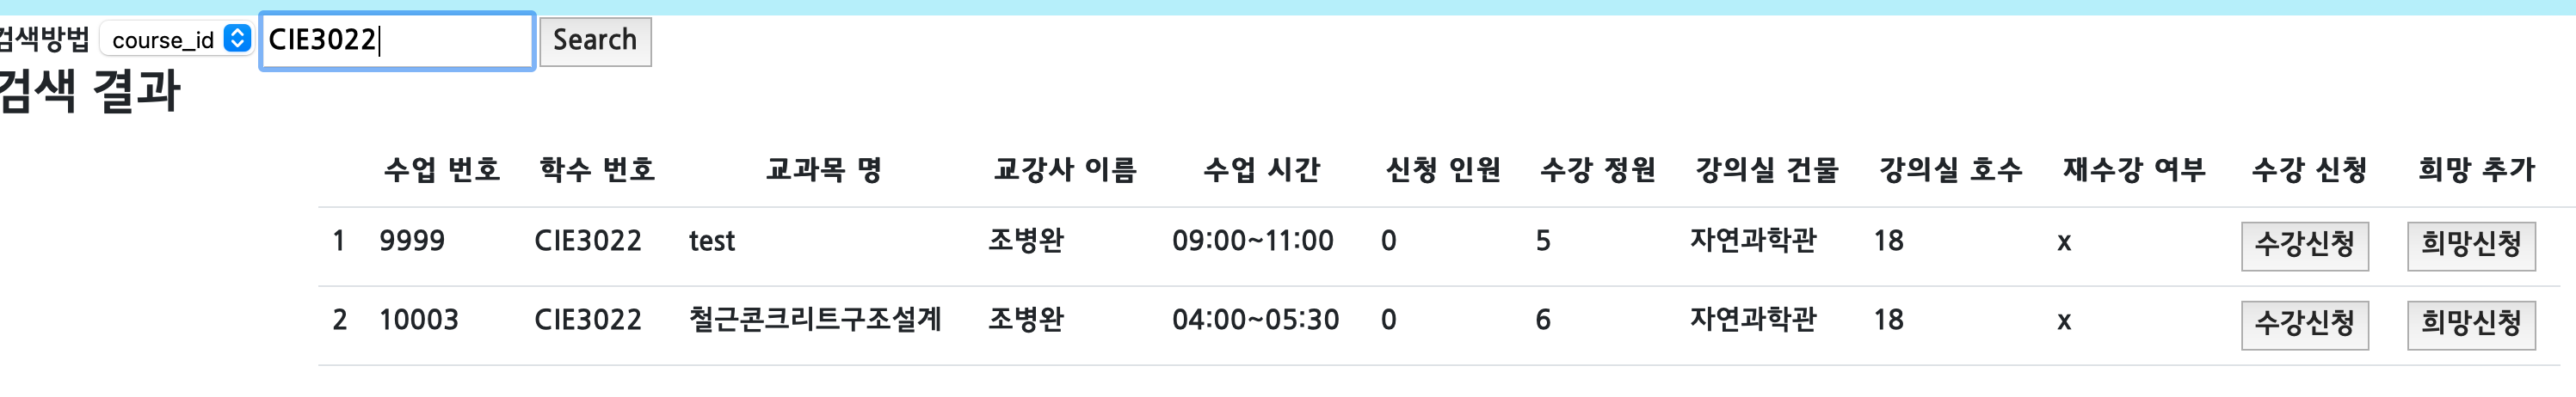 검색방법 course_id CIE3022 Search
검색 결과
수업 번호 학수 번호 교과목 명 교강사 이름 수업 시간 신청 인원 수강 정원 강의실 건물 강의실 호수 재수강 여부 수강 신청 희망 추가
1 9999 CIE3022 test 조병완 09:00~11:00 0 5 자연과학관 18 x 수강신청 희망신청
2 10003 CIE3022 철근콘크리트구조설계 조병완 04:00~05:30 0 6 자연과학관 18 x 수강신청 희망신청